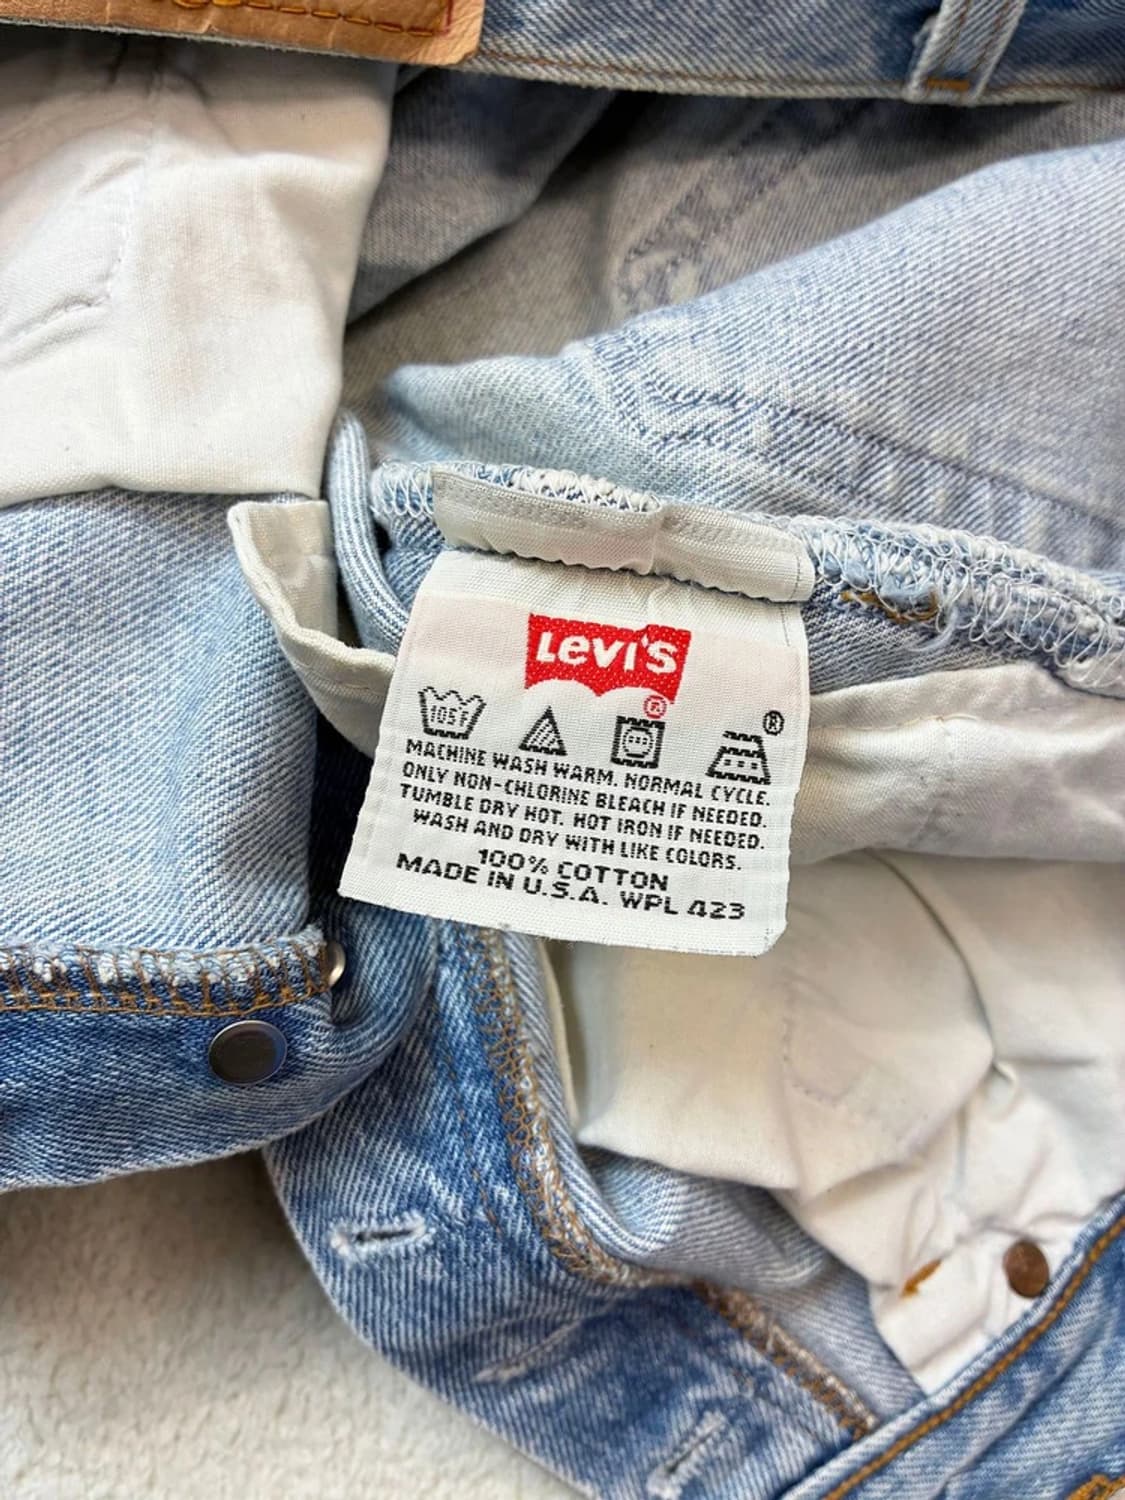 Levi's
®
105F
®
MACHINE WASH WARM. NORMAL CYCLE.
ONLY NON-CHLORINE BLEACH IF NEEDED.
TUMBLE DRY HOT. HOT IRON IF NEEDED.
WASH AND DRY WITH LIKE COLORS.
100% COTTON
MADE IN U.S.A. WPL 423